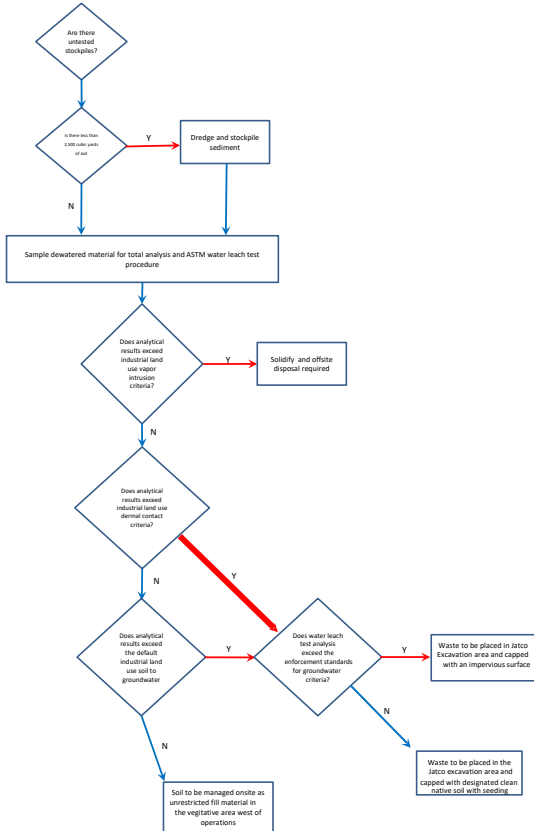 Are there
untested
stockpiles?
Is there less than
2,500 cubic yards
of soil
Y
Dredge and stockpile
sediment
N
Sample dewatered material for total analysis and ASTM water leach test
procedure
Does analytical
results exceed
industrial land
use vapor
intrusion
criteria?
Y
Solidify and offsite
disposal required
N
Does analytical
results exceed
industrial land use
dermal contact
criteria?
Y
N
Does analytical
results exceed
the default
industrial land
use soil to
groundwater
Y
Does water leach
test analysis
exceed the
enforcement standards
for groundwater
criteria?
Y
Waste to be placed in Jatco
Excavation area and capped
with an impervious surface
N
N
Waste to be placed in the
Jatco excavation area and
capped with designated clean
native soil with seeding
Soil to be managed onsite as
unrestricted fill material in
the vegitative area west of
operations